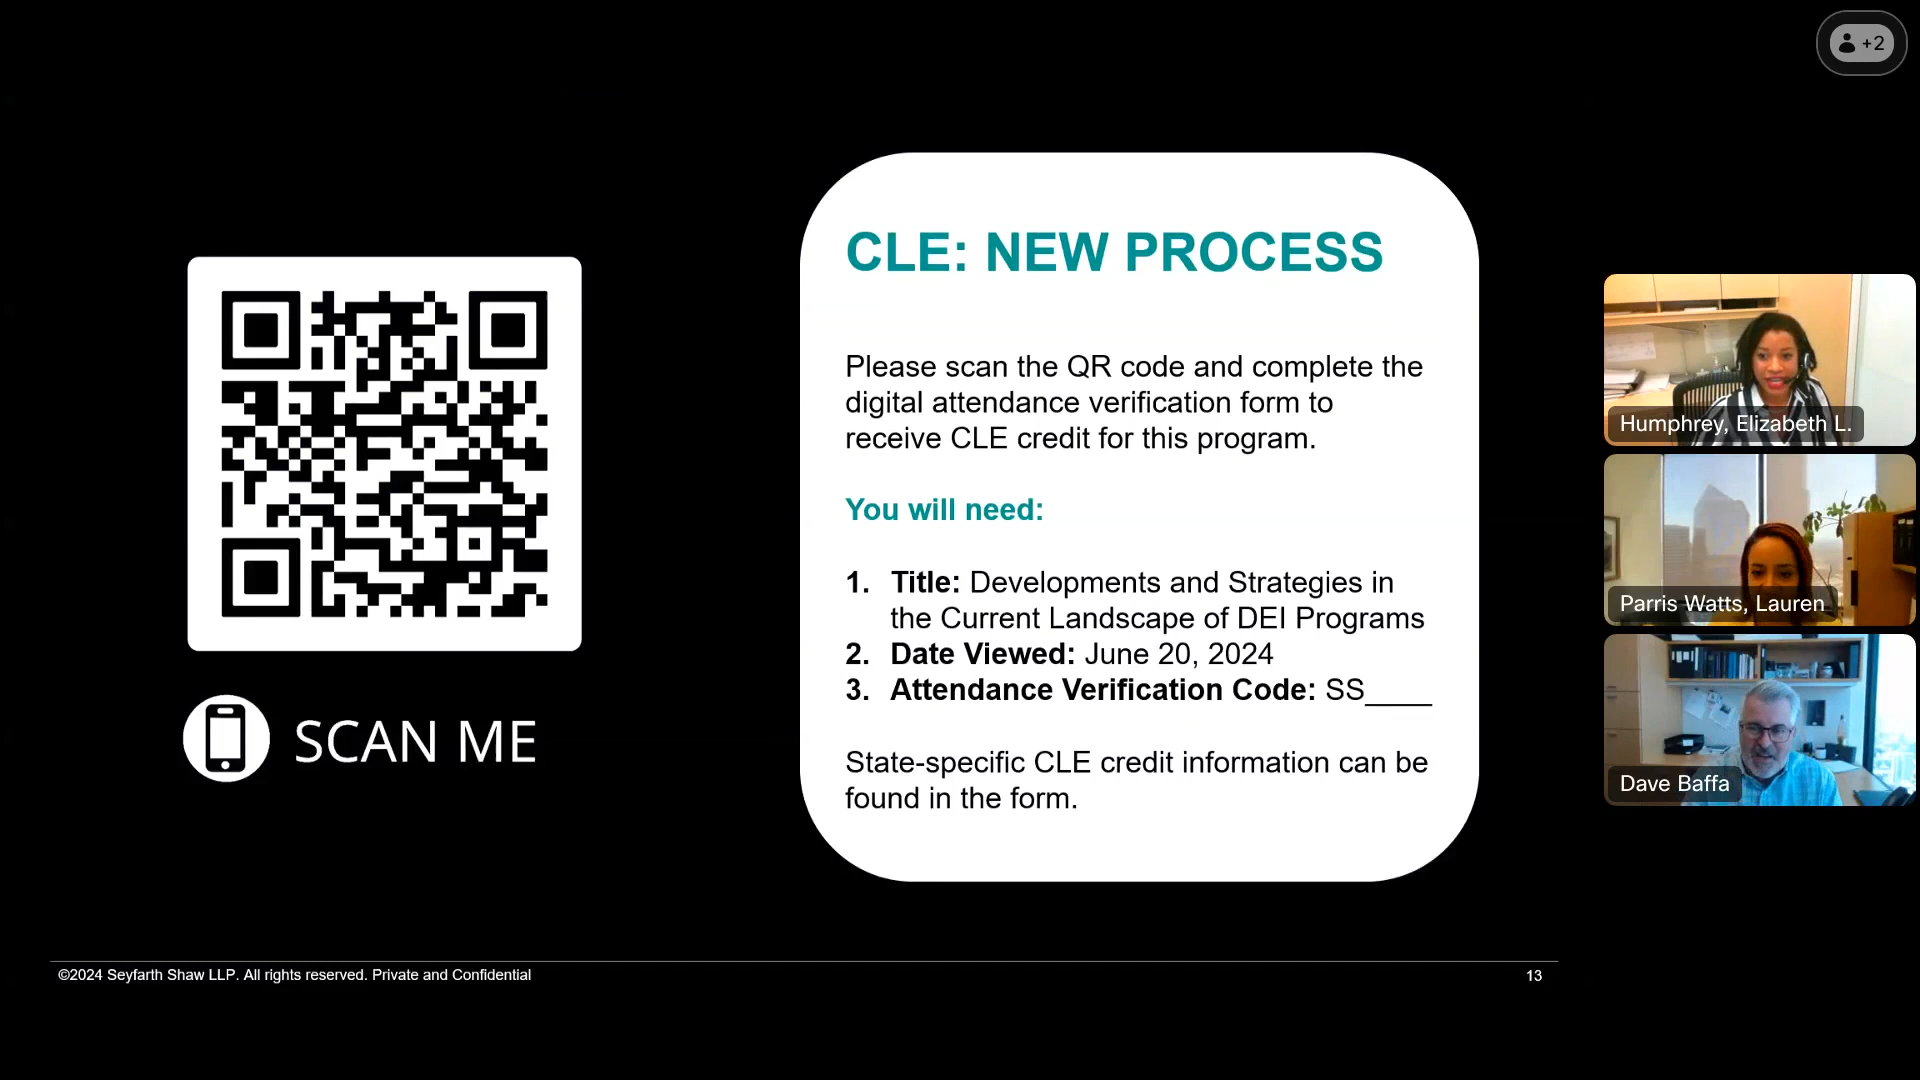 +2
CLE: NEW PROCESS
Please scan the QR code and complete the
digital attendance verification form to
receive CLE credit for this program.
You will need:
1. Title: Developments and Strategies in
the Current Landscape of DEI Programs
2. Date Viewed: June 20, 2024
3. Attendance Verification Code: SS____
State-specific CLE credit information can be
found in the form.
SCAN ME
Humphrey, Elizabeth L.
Parris Watts, Lauren
Dave Baffa
©2024 Seyfarth Shaw LLP. All rights reserved. Private and Confidential
13